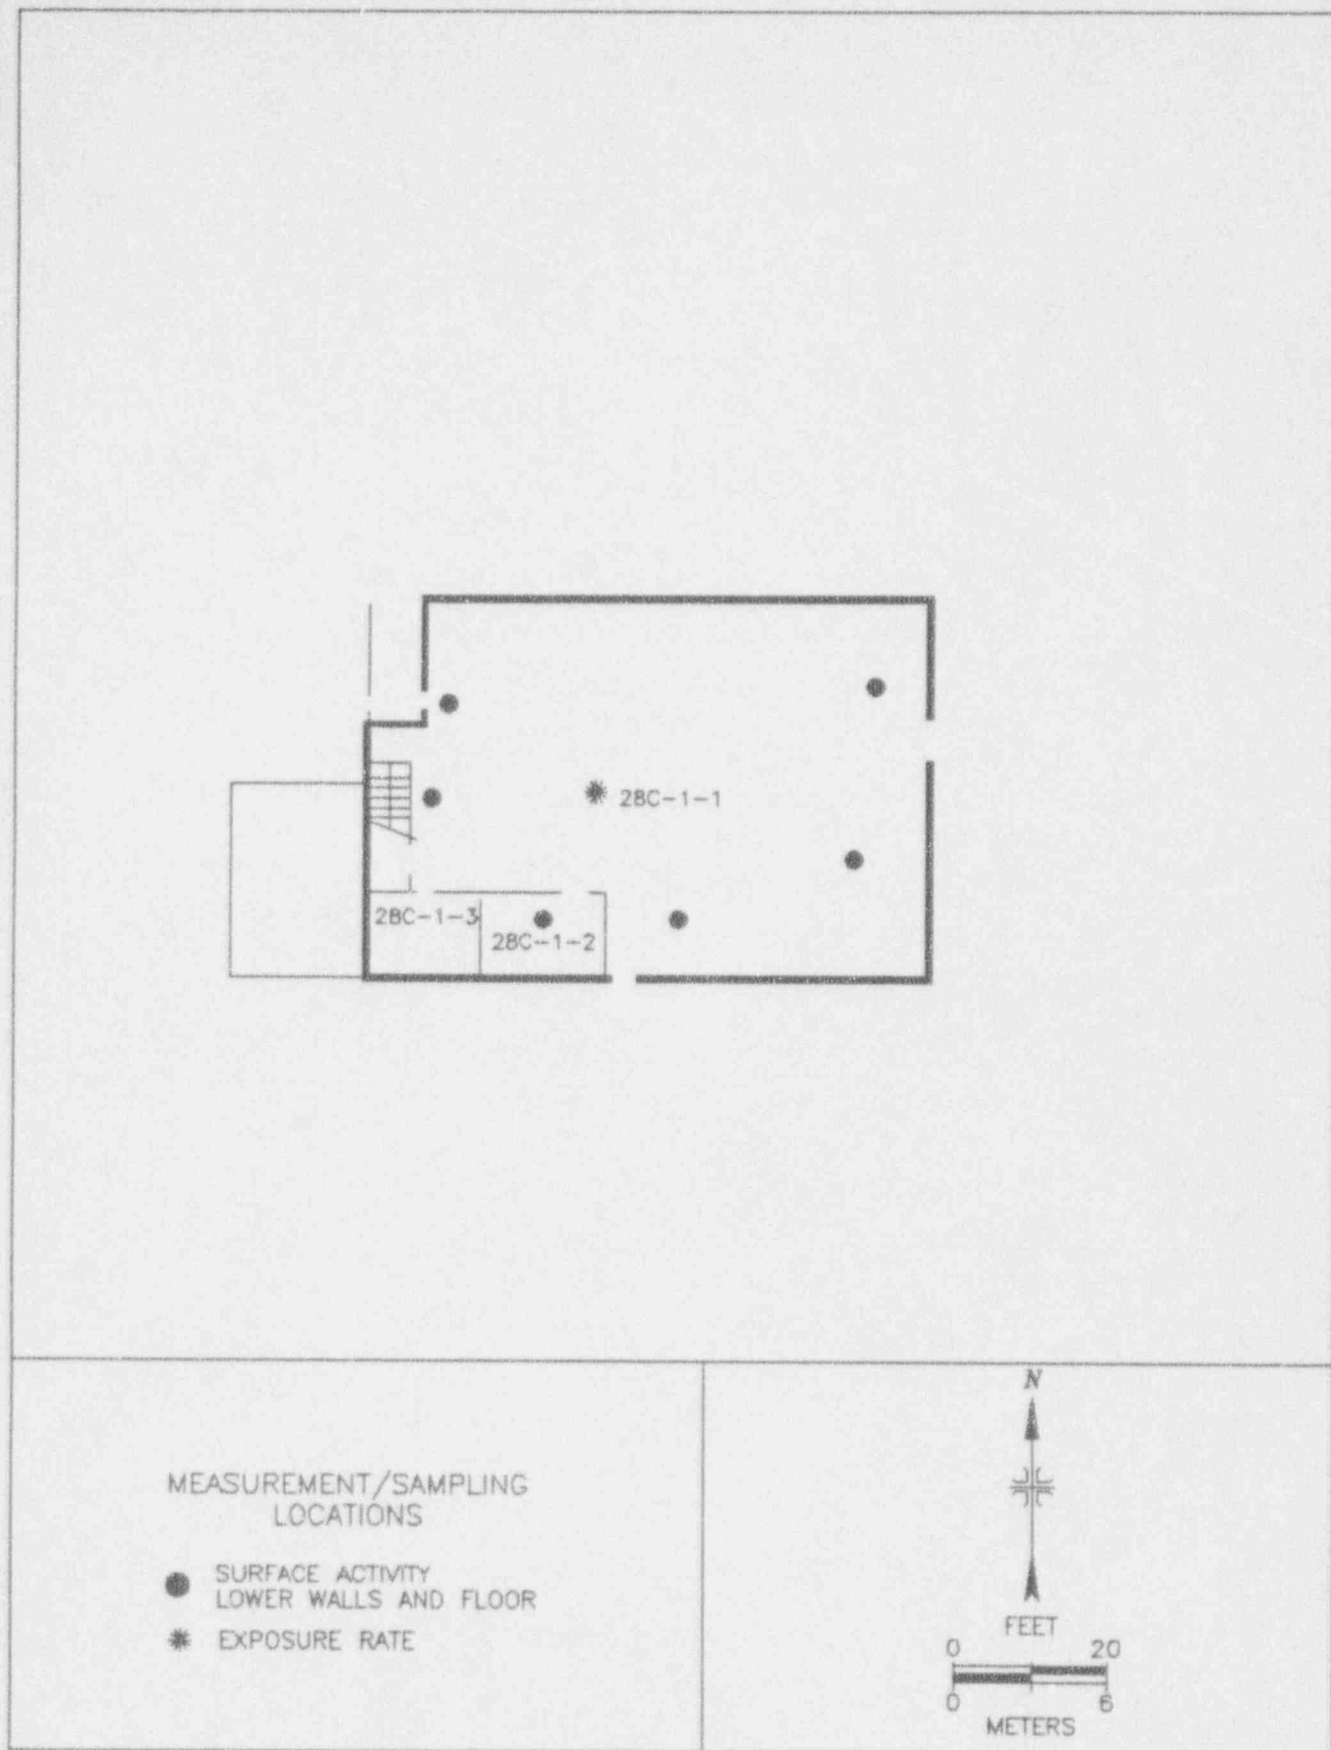 28C-1-1
28C-1-3
28C-1-2
MEASUREMENT/SAMPLING
LOCATIONS
SURFACE ACTIVITY
LOWER WALLS AND FLOOR
EXPOSURE RATE
N
FEET
0 20
0 6
METERS